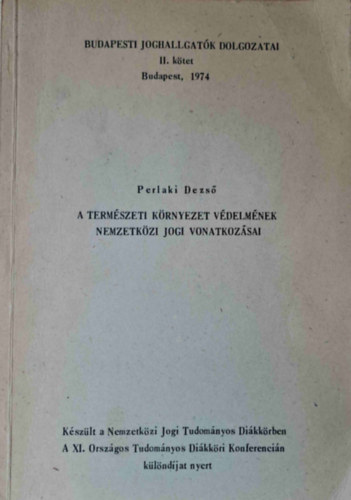 BUDAPESTI JOGHALLGATÓK DOLGOZATAI
II. kötet
Budapest, 1974
Perlaki Dezső
A TERMÉSZETI KÖRNYEZET VÉDELMÉNEK
NEMZETKÖZI JOGI VONATKOZÁSAI
Készült a Nemzetközi Jogi Tudományos Diákkörben
A XI. Országos Tudományos Diákköri Konferencián
különdíjat nyert